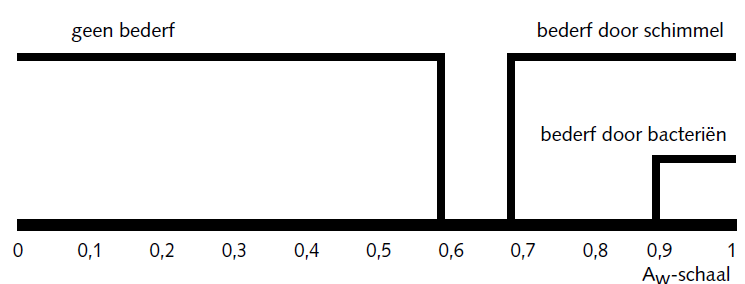 geen bederf
bederf door schimmel
bederf door bacteriën
0 0,1 0,2 0,3 0,4 0,5 0,6 0,7 0,8 0,9 1
Aw-schaal